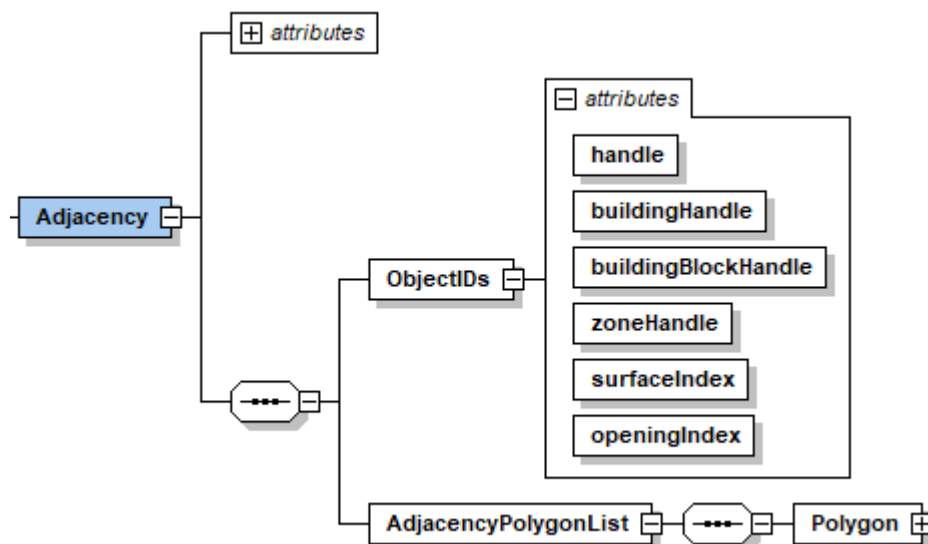 attributes
attributes
handle
Adjacency
buildingHandle
ObjectIDs
buildingBlockHandle
zoneHandle
surfaceIndex
openingIndex
AdjacencyPolygonList
Polygon